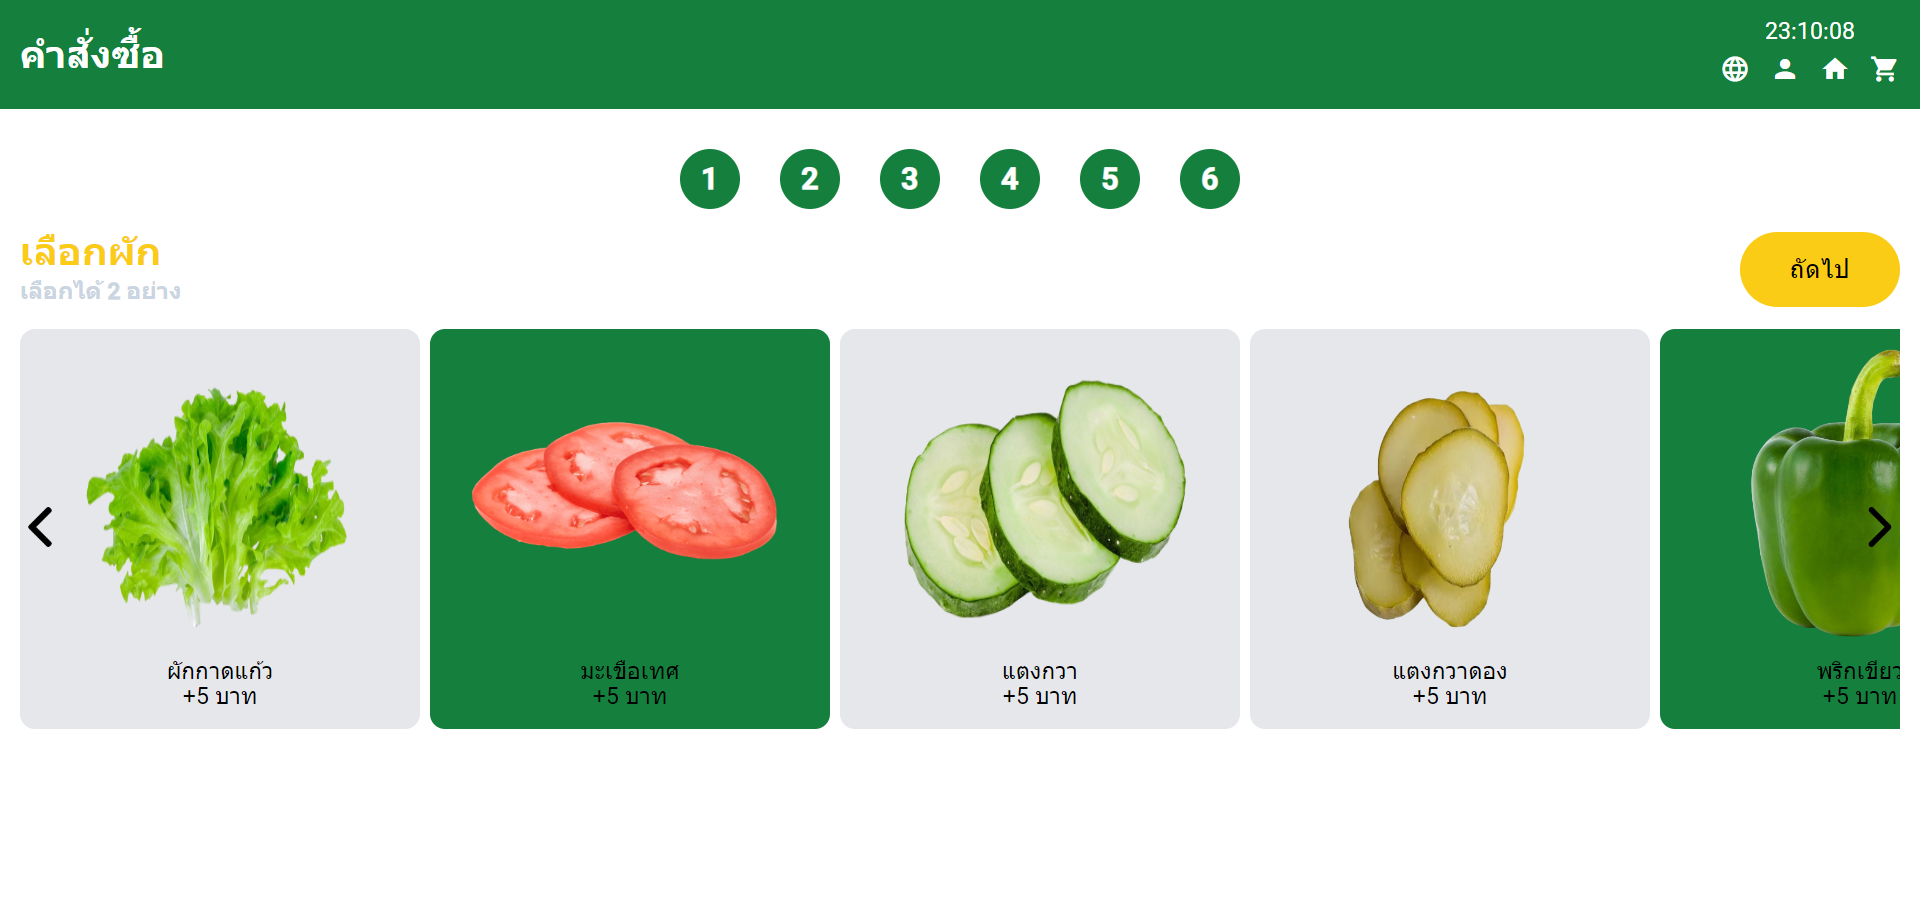 คำสั่งซื้อ
23:10:08
1 2 3 4 5 6
เลือกผัก
เลือกได้ 2 อย่าง
ถัดไป
ผักกาดแก้ว
+5 บาท
มะเขือเทศ
+5 บาท
แตงกวา
+5 บาท
แตงกวาดอง
+5 บาท
พริกเขียว
+5 บาท